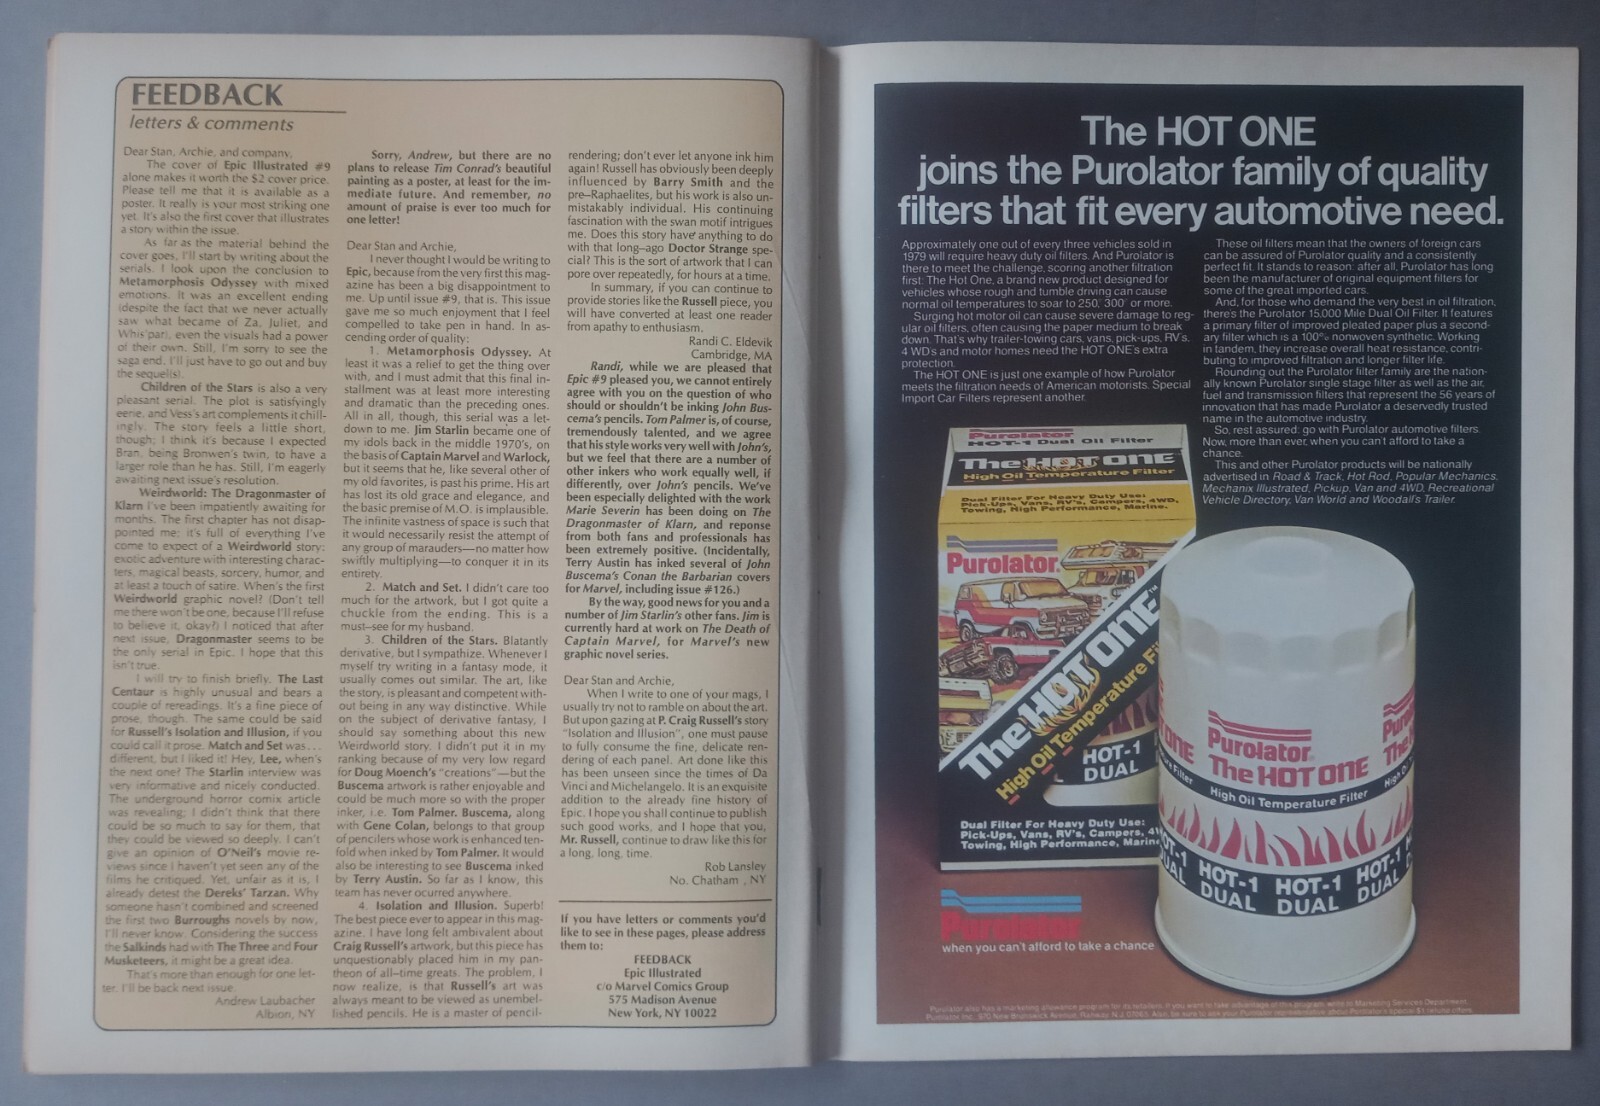 FEEDBACK
letters & comments
Dear Stan, Archie, and company,
The cover of Epic Illustrated #9
alone makes it worth the $2 cover price.
Please tell me that it is available as a
poster. It really is your most striking one
yet. It's also the first cover that illustrates
a story within the issue.
As far as the material behind the
cover goes, I'll start by writing about the
serials. I look upon the conclusion to
Metamorphosis Odyssey with mixed
emotions. It was an excellent ending
(despite the fact that we never actually
saw what became of Za, Juliet, and
Whis'par), even the visuals had a power
of their own. Still, I'm sorry to see the
saga end. I'll just have to go out and buy
the sequel(s).
Children of the Stars is also a very
pleasant serial. The plot is satisfyingly
eerie, and Vess's art complements it chill-
ingly. The story feels a little short,
though; I think it's because I expected
Bran, being Bronwen's twin, to have a
larger role than he has. Still, I'm eagerly
awaiting next issue's resolution.
Weirdworld: The Dragonmaster of
Klarn I've been impatiently awaiting for
months. The first chapter has not disap-
pointed me; it's full of everything I've
come to expect of a Weirdworld story:
exotic adventure with interesting charac-
ters, magical beasts, sorcery, humor, and
at least a touch of satire. When's the first
Weirdworld graphic novel? (Don't tell
me there won't be one, because I'll refuse
to believe it, okay?) I noticed that after
next issue, Dragonmaster seems to be
the only serial in Epic. I hope that this
isn't true.
I will try to finish briefly. The Last
Centaur is highly unusual and bears a
couple of rereadings. It's a fine piece of
prose, though. The same could be said
for Russell's Isolation and Illusion, if you
could call it prose. Match and Set was . . .
different, but I liked it! Hey, Lee, when's
the next one? The Starlin interview was
very informative and nicely conducted.
The underground horror comix article
was revealing; I didn't think that there
could be so much to say for them, that
they could be viewed so deeply. I can't
give an opinion of O'Neil's movie re-
views since I haven't yet seen any of the
films he critiqued. Yet, unfair as it is, I
already detest the Dereks' Tarzan. Why
someone hasn't combined and screened
the first two Burroughs novels by now,
I'll never know. Considering the success
the Salkinds had with The Three and Four
Musketeers, it might be a great idea.
That's more than enough for one let-
ter. I'll be back next issue.
Andrew Laubacher
Albion, NY
Sorry, Andrew, but there are no
plans to release Tim Conrad's beautiful
painting as a poster, at least for the im-
mediate future. And remember, no
amount of praise is ever too much for
one letter!
Dear Stan and Archie,
I never thought I would be writing to
Epic, because from the very first this mag-
azine has been a big disappointment to
me. Up until issue #9, that is. This issue
gave me so much enjoyment that I feel
compelled to take pen in hand. In as-
cending order of quality:
1. Metamorphosis Odyssey. At
least it was a relief to get the thing over
with, and I must admit that this final in-
stallment was at least more interesting
and dramatic than the preceding ones.
All in all, though, this serial was a let-
down to me. Jim Starlin became one of
my idols back in the middle 1970's, on
the basis of Captain Marvel and Warlock,
but it seems that he, like several other of
my old favorites, is past his prime. His art
has lost its old grace and elegance, and
the basic premise of M.O. is implausible.
The infinite vastness of space is such that
it would necessarily resist the attempt of
any group of marauders—no matter how
swiftly multiplying—to conquer it in its
entirety.
2. Match and Set. I didn't care too
much for the artwork, but I got quite a
chuckle from the ending. This is a
must—see for my husband.
3. Children of the Stars. Blatantly
derivative, but I sympathize. Whenever I
myself try writing in a fantasy mode, it
usually comes out similar. The art, like
the story, is pleasant and competent with-
out being in any way distinctive. While
on the subject of derivative fantasy, I
should say something about this new
Weirdworld story. I didn't put it in my
ranking because of my very low regard
for Doug Moench's "creations"—but the
Buscema artwork is rather enjoyable and
could be much more so with the proper
inker, i.e. Tom Palmer. Buscema, along
with Gene Colan, belongs to that group
of pencilers whose work is enhanced ten-
fold when inked by Tom Palmer. It would
also be interesting to see Buscema inked
by Terry Austin. So far as I know, this
team has never ocurred anywhere.
4. Isolation and Illusion. Superb!
The best piece ever to appear in this mag-
azine. I have long felt ambivalent about
Craig Russell's artwork, but this piece has
unquestionably placed him in my pan-
theon of all—time greats. The problem, I
now realize, is that Russell's art was
always meant to be viewed as unembel-
lished pencils. He is a master of pencil-
rendering; don't ever let anyone ink him
again! Russell has obviously been deeply
influenced by Barry Smith and the
pre—Raphaelites, but his work is also un-
mistakably individual. His continuing
fascination with the swan motif intrigues
me. Does this story have anything to do
with that long—ago Doctor Strange spe-
cial? This is the sort of artwork that I can
pore over repeatedly, for hours at a time.
In summary, if you can continue to
provide stories like the Russell piece, you
will have converted at least one reader
from apathy to enthusiasm.
Randi C. Eldevik
Cambridge, MA
Randi, while we are pleased that
Epic #9 pleased you, we cannot entirely
agree with you on the question of who
should or shouldn't be inking John Bus-
cema's pencils. Tom Palmer is, of course,
tremendously talented, and we agree
that his style works very well with John's,
but we feel that there are a number of
other inkers who work equally well, if
differently, over John's pencils. We've
been especially delighted with the work
Marie Severin has been doing on The
Dragonmaster of Klarn, and reponse
from both fans and professionals has
been extremely positive. (Incidentally,
Terry Austin has inked several of John
Buscema's Conan the Barbarian covers
for Marvel, including issue #126.)
By the way, good news for you and a
number of Jim Starlin's other fans. Jim is
currently hard at work on The Death of
Captain Marvel, for Marvel's new
graphic novel series.
Dear Stan and Archie,
When I write to one of your mags, I
usually try not to ramble on about the art.
But upon gazing at P. Craig Russell's story
"Isolation and Illusion", one must pause
to fully consume the fine, delicate ren-
dering of each panel. Art done like this
has been unseen since the times of Da
Vinci and Michelangelo. It is an exquisite
addition to the already fine history of
Epic. I hope you shall continue to publish
such good works, and I hope that you,
Mr. Russell, continue to draw like this for
a long, long, time.
Rob Lansley
No. Chatham , NY
If you have letters or comments you'd
like to see in these pages, please address
them to:
FEEDBACK
Epic Illustrated
c/o Marvel Comics Group
575 Madison Avenue
New York, NY 10022
The HOT ONE
joins the Purolator family of quality
filters that fit every automotive need.
Approximately one out of every three vehicles sold in
1979 will require heavy duty oil filters. And Purolator is
there to meet the challenge, scoring another filtration
first: The Hot One, a brand new product designed for
vehicles whose rough and tumble driving can cause
normal oil temperatures to soar to 250,° 300° or more.
Surging hot motor oil can cause severe damage to reg-
ular oil filters, often causing the paper medium to break
down. That's why trailer-towing cars, vans, pick-ups, RV's,
4 WD's and motor homes need the HOT ONE's extra
protection.
The HOT ONE is just one example of how Purolator
meets the filtration needs of American motorists. Special
Import Car Filters represent another.
These oil filters mean that the owners of foreign cars
can be assured of Purolator quality and a consistently
perfect fit. It stands to reason: after all, Purolator has long
been the manufacturer of original equipment filters for
some of the great imported cars.
And, for those who demand the very best in oil filtration,
there's the Purolator 15,000 Mile Dual Oil Filter. It features
a primary filter of improved pleated paper plus a second-
ary filter which is a 100% nonwoven synthetic. Working
in tandem, they increase overall heat resistance, contri-
buting to improved filtration and longer filter life.
Rounding out the Purolator filter family are the nation-
ally known Purolator single stage filter as well as the air,
fuel and transmission filters that represent the 56 years of
innovation that has made Purolator a deservedly trusted
name in the automotive industry.
So, rest assured: go with Purolator automotive filters.
Now, more than ever, when you can't afford to take a
chance.
This and other Purolator products will be nationally
advertised in Road & Track, Hot Rod, Popular Mechanics,
Mechanix Illustrated, Pickup, Van and 4WD, Recreational
Vehicle Directory, Van World and Woodall's Trailer.
Purolator
HOT-1 Dual Oil Filter
The HOT ONE
High Oil Temperature Filter
Dual Filter For Heavy Duty Use:
Pick-Ups, Vans, RV's, Campers, 4WD,
Towing, High Performance, Marine.
Purolator
The HOT ONE™
High Oil Temperature Fi
HOT-1
DUAL
Dual Filter For Heavy Duty Use:
Pick-Ups, Vans, RV's, Campers, 4W
Towing, High Performance, Marin
Purolator
The HOT ONE
High Oil Temperature Filter
HOT-1 HOT-1 HOT-1
DUAL DUAL DUAL
Purolator
when you can't afford to take a chance
Purolator also has a marketing allowance program for its retailers. If you want to take advantage of this program, write to Marketing Services Department,
Purolator Inc., 970 New Brunswick Avenue, Rahway, N.J. 07065. Also, be sure to ask your Purolator representative about Purolator's special $1 refund offers.